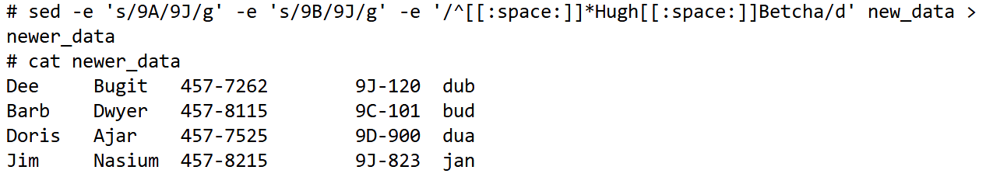 # sed -e 's/9A/9J/g' -e 's/9B/9J/g' -e '/^[[:space:]]*Hugh[[:space:]]Betcha/d' new_data >
newer_data
# cat newer_data
Dee     Bugit   457-7262        9J-120  dub
Barb    Dwyer   457-8115        9C-101  bud
Doris   Ajar    457-7525        9D-900  dua
Jim     Nasium  457-8215        9J-823  jan